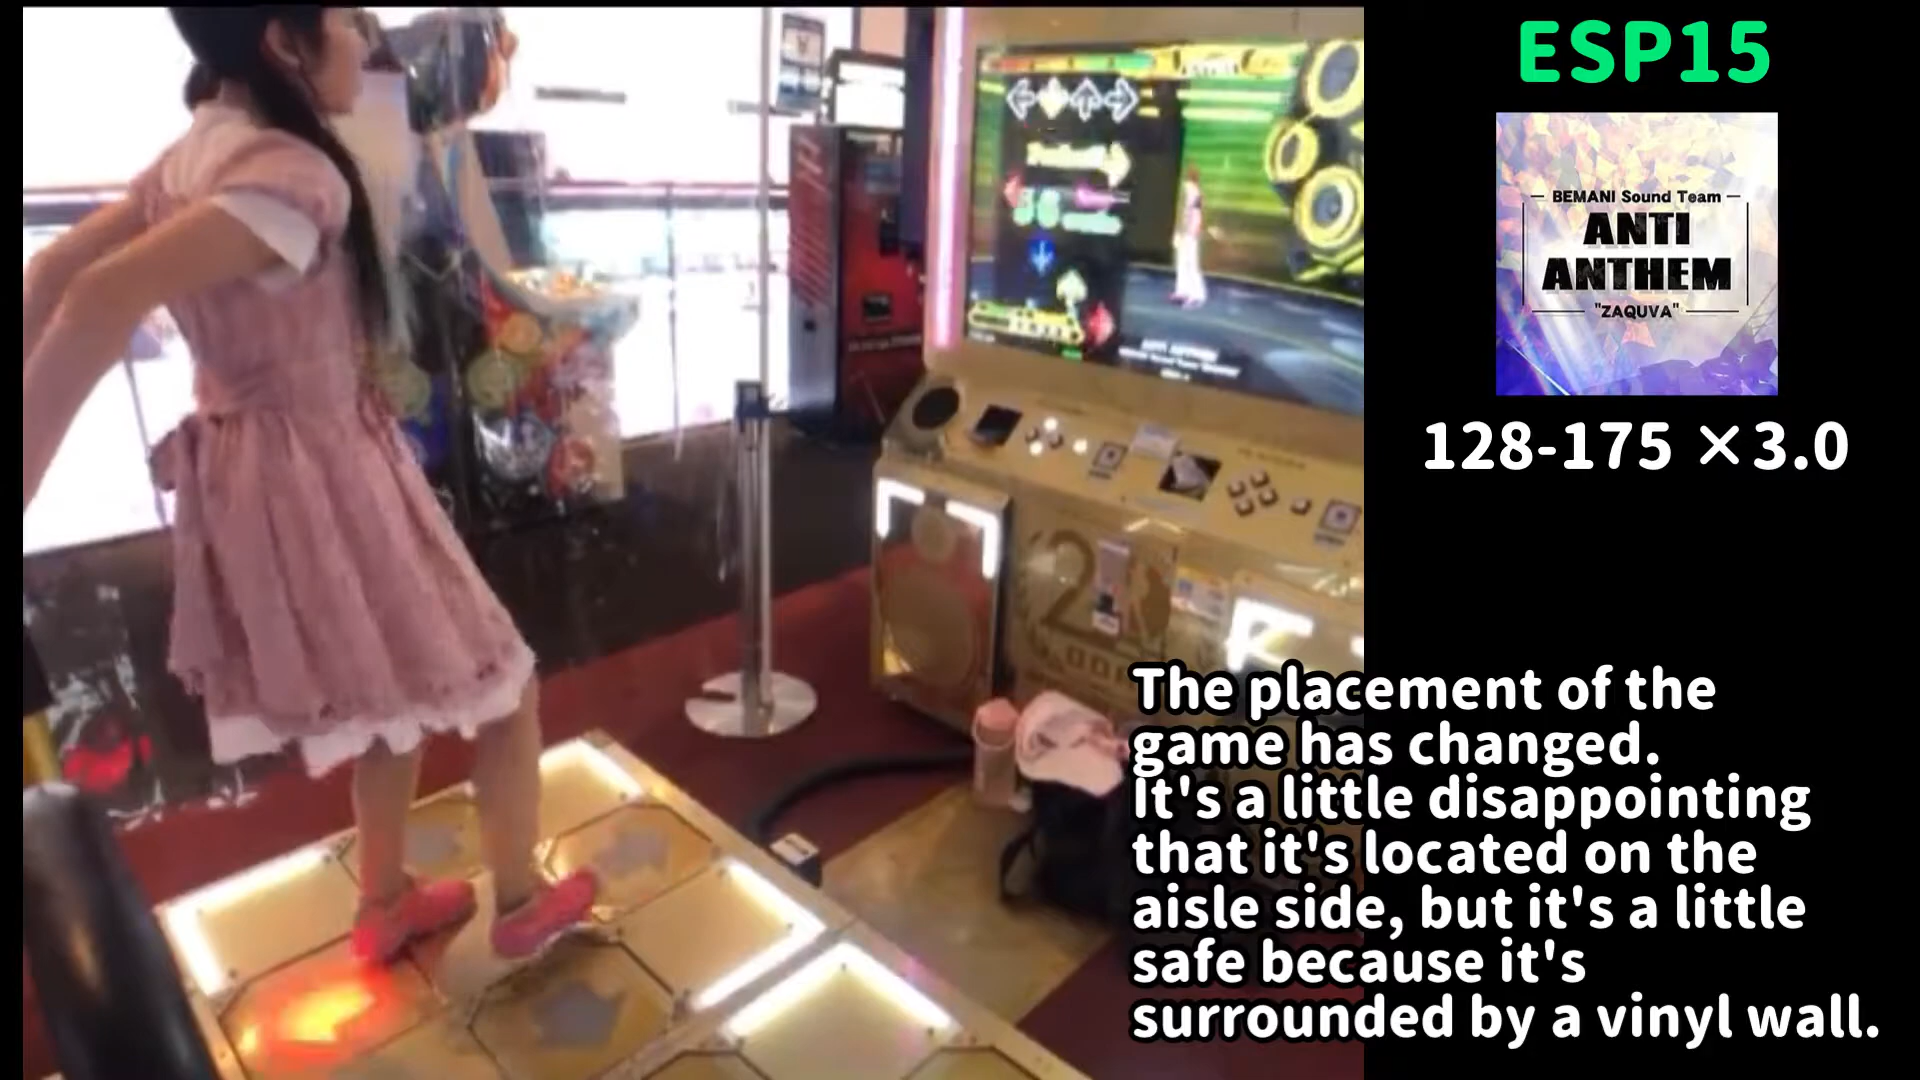 ESP15
BEMANI Sound Team
ANTI
ANTHEM
"ZAQUVA"
128-175 ×3.0
The placement of the
game has changed.
It's a little disappointing
that it's located on the
aisle side, but it's a little
safe because it's
surrounded by a vinyl wall.